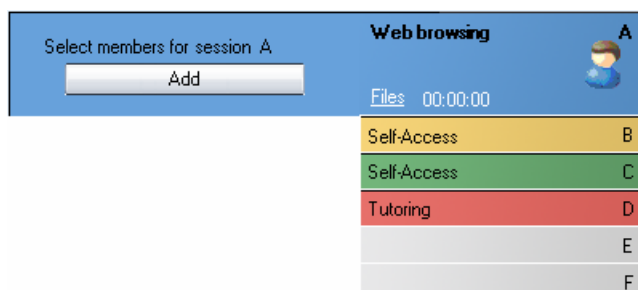 Web browsing A
Select members for session A
Add
Files 00:00:00
Self-Access B
Self-Access C
Tutoring D
E
F